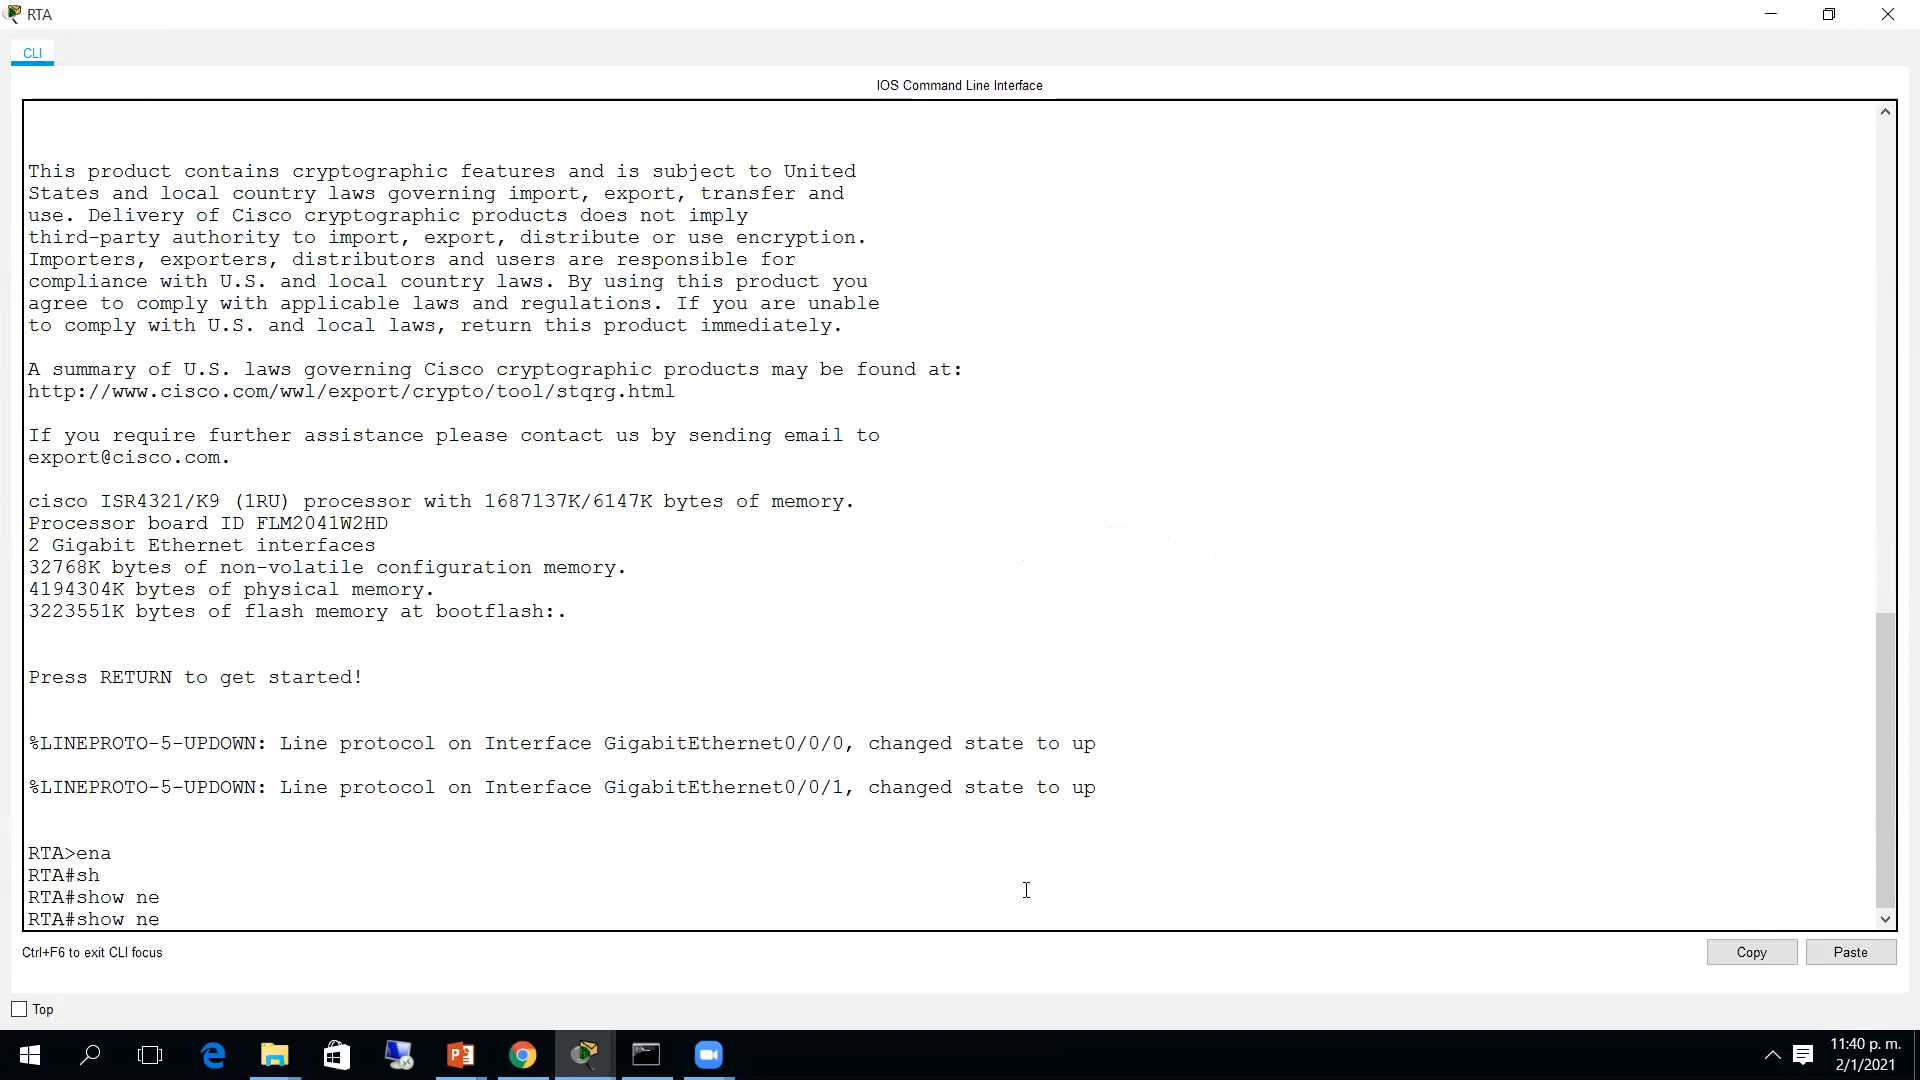 RTA
CLI
IOS Command Line Interface
This product contains cryptographic features and is subject to United
States and local country laws governing import, export, transfer and
use. Delivery of Cisco cryptographic products does not imply
third-party authority to import, export, distribute or use encryption.
Importers, exporters, distributors and users are responsible for
compliance with U.S. and local country laws. By using this product you
agree to comply with applicable laws and regulations. If you are unable
to comply with U.S. and local laws, return this product immediately.
A summary of U.S. laws governing Cisco cryptographic products may be found at:
http://www.cisco.com/wwl/export/crypto/tool/stqrg.html
If you require further assistance please contact us by sending email to
export@cisco.com.
cisco ISR4321/K9 (1RU) processor with 1687137K/6147K bytes of memory.
Processor board ID FLM2041W2HD
2 Gigabit Ethernet interfaces
32768K bytes of non-volatile configuration memory.
4194304K bytes of physical memory.
3223551K bytes of flash memory at bootflash:.
Press RETURN to get started!
%LINEPROTO-5-UPDOWN: Line protocol on Interface GigabitEthernet0/0/0, changed state to up
%LINEPROTO-5-UPDOWN: Line protocol on Interface GigabitEthernet0/0/1, changed state to up
RTA>ena
RTA#sh
RTA#show ne
RTA#show ne
Ctrl+F6 to exit CLI focus
Copy
Paste
Top
11:40 p. m.
2/1/2021